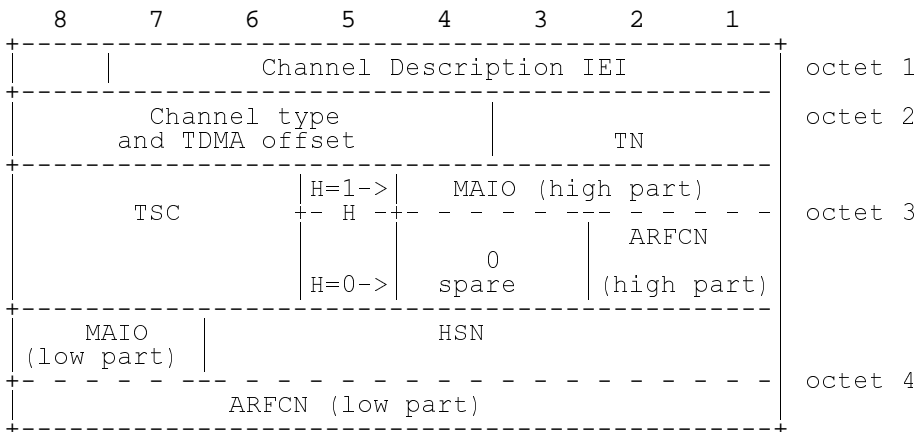 8 7 6 5 4 3 2 1
Channel Description IEI octet 1
Channel type octet 2
and TDMA offset TN
H=1-> MAIO (high part)
TSC H octet 3
ARFCN
0
H=0-> spare (high part)
MAIO HSN
(low part)
octet 4
ARFCN (low part)